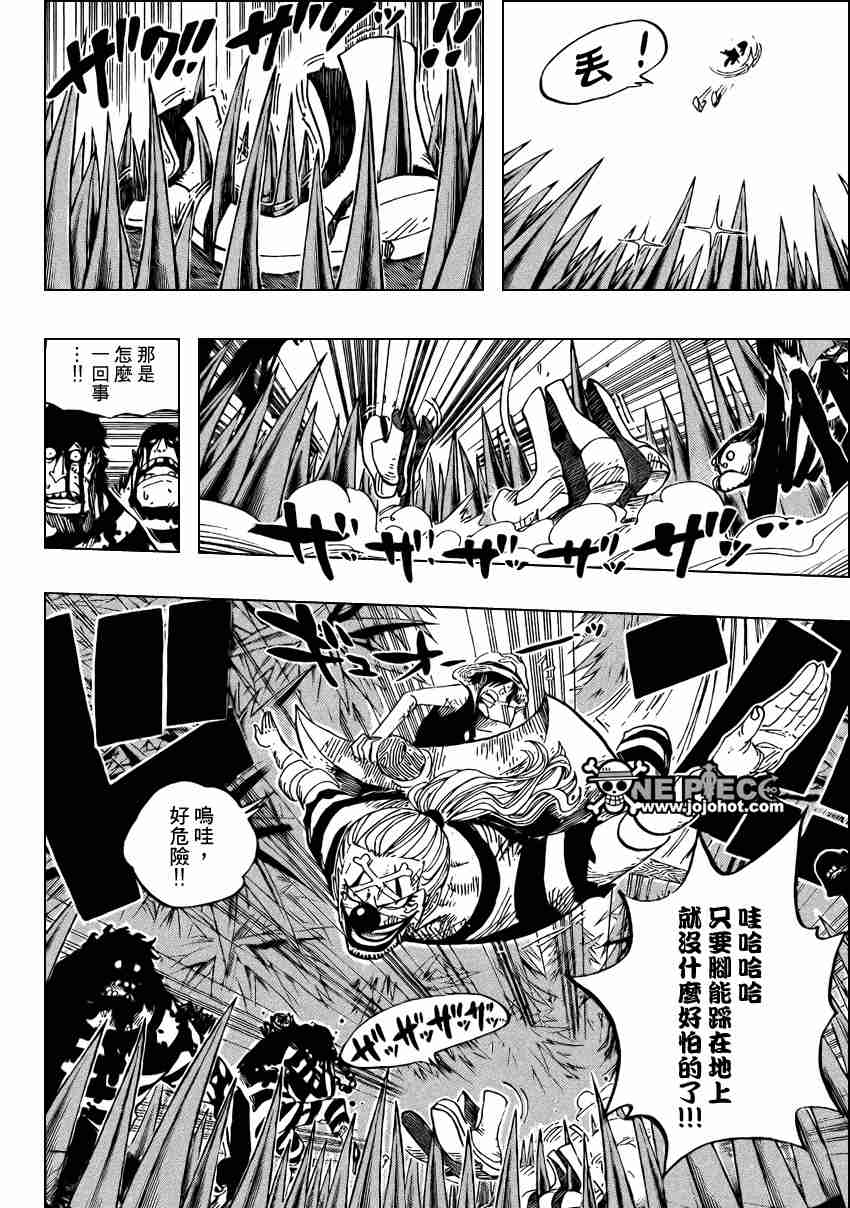 丢！
ザク!!
ザク!!
!!
那是
怎麼
一回事
…!!
ザッ
ザッ
ザッ
ザッ
ギュオーーー…
ONE PIECE
www.jojohot.com
嗚哇，
好危險!!
哇哈哈哈
只要腳能踩在地上
就沒什麼好怕的了!!!
ザッザッザッザッ…